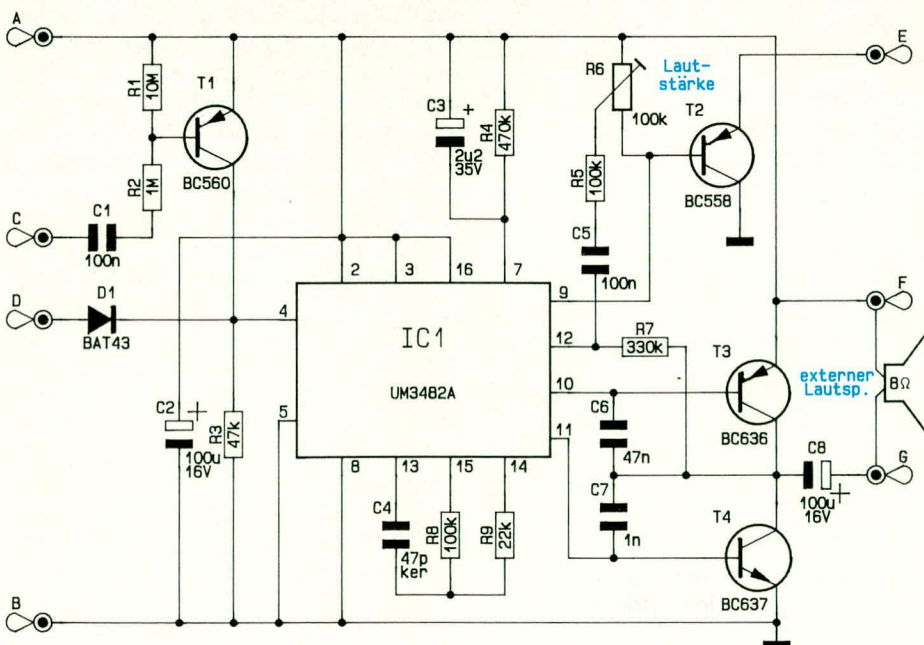 A
E
R1
10M
T1
BC560
R2
1M
C
C1
100n
C3
+
2u2
35V
R4
470k
R6
100k
Laut-
stärke
R5
100k
C5
100n
T2
BC558
D
D1
BAT43
2
3
16
7
4
5
9
12
10
11
8
13
15
14
IC1
UM3482A
R7
330k
F
T3
BC636
externer
Lautsp.
8Ω
C2
+
100u
16V
R3
47k
C6
47n
C7
1n
C8
100u
16V
+
G
C4
47p
ker
R8
100k
R9
22k
T4
BC637
B